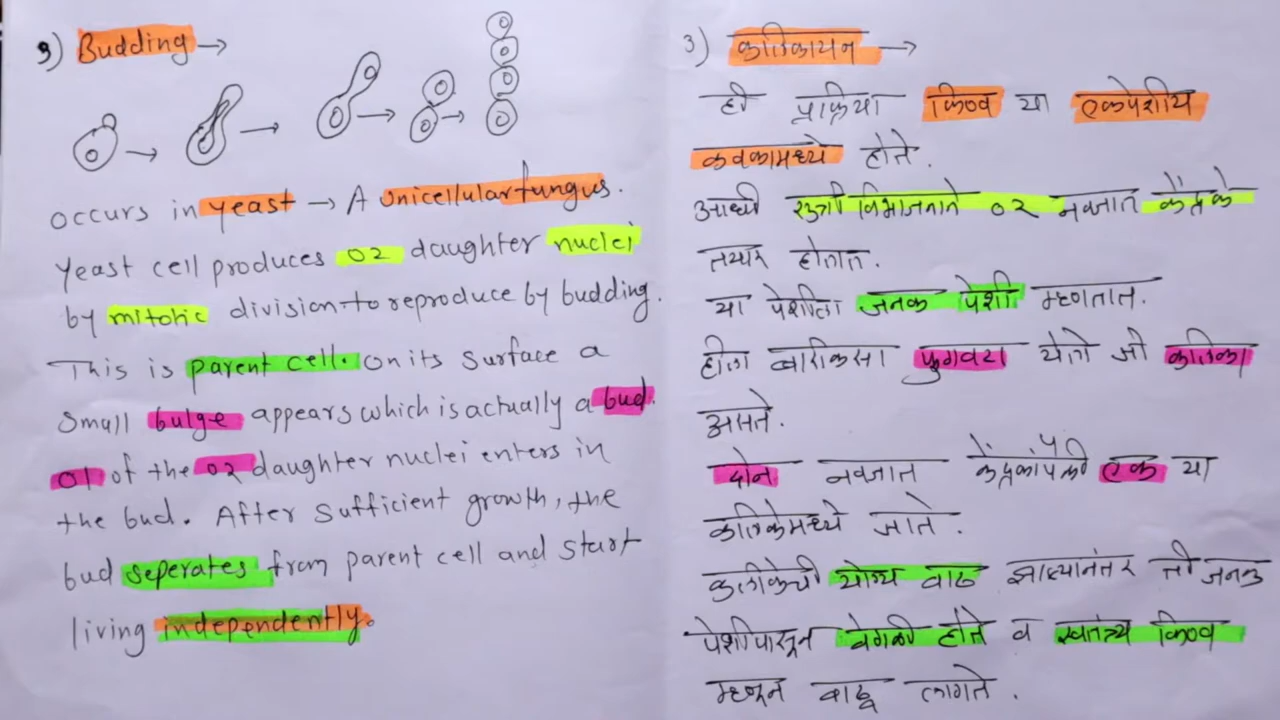 3) Budding →
occurs in yeast → A Unicellular fungus.
Yeast cell produces 02 daughter nuclei
by mitotic division to reproduce by budding.
This is parent cell. On its surface a
small bulge appears which is actually a bud.
01 of the 02 daughter nuclei enters in
the bud. After sufficient growth, the
bud seperates from parent cell and start
living independently.
3) कलिकायन →
ही प्राक्रिया किण्व या एकपेशीय
कवकामध्ये होते.
आधी सूत्री विभाजनाने 02 नवजात केंद्रके
तयार होतात.
या पेशीला जनक पेशी म्हणतात.
हीला बारीकसा फुगवटा येतो जी कलिका
असते.
दोन नवजात केंद्रकांपैकी एक या
कलिकेमध्ये जाते.
कलीकेची योग्य वाढ झाल्यानंतर ती जनक
पेशीपासून वेगळी होते व स्वतंत्र्य किण्व
म्हणून वाढू लागते.